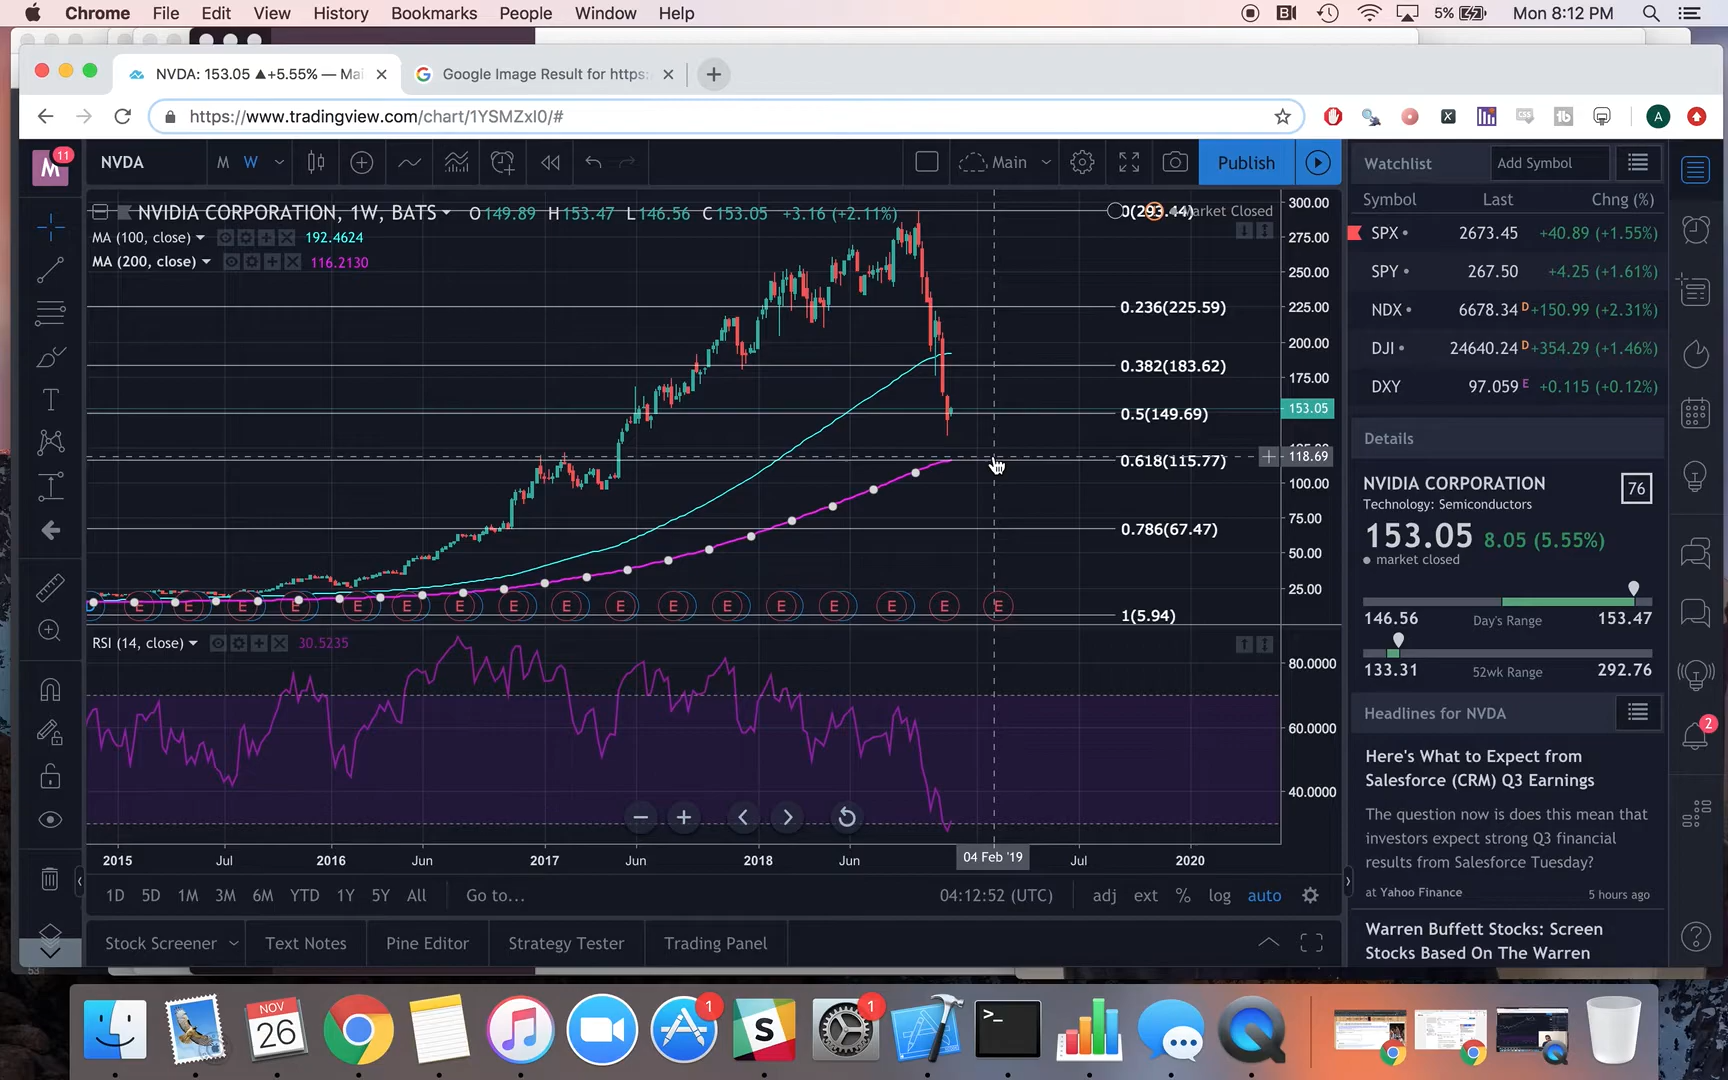 Chrome File Edit View History Bookmarks People Window Help 5% Mon 8:12 PM
NVDA: 153.05 ▲+5.55% — Mai Google Image Result for https:
https://www.tradingview.com/chart/1YSMZxI0/#
M 11 NVDA M W Main Publish Watchlist Add Symbol
Symbol Last Chng (%)
NVIDIA CORPORATION, 1W, BATS O 149.89 H 153.47 L 146.56 C 153.05 +3.16 (+2.11%) 0(293.44) Market Closed
MA (100, close) 192.4624
MA (200, close) 116.2130
300.00
275.00
250.00
225.00
200.00
175.00
153.05
118.69
100.00
75.00
50.00
25.00
0.236(225.59)
0.382(183.62)
0.5(149.69)
0.618(115.77)
0.786(67.47)
1(5.94)
E E E E E E E E E E E E E E E E E
RSI (14, close) 30.5235
80.0000
60.0000
40.0000
2015 Jul 2016 Jun 2017 Jun 2018 Jun 04 Feb '19 Jul 2020
1D 5D 1M 3M 6M YTD 1Y 5Y All Go to... 04:12:52 (UTC) adj ext % log auto
Stock Screener Text Notes Pine Editor Strategy Tester Trading Panel
SPX 2673.45 +40.89 (+1.55%)
SPY 267.50 +4.25 (+1.61%)
NDX 6678.34 D +150.99 (+2.31%)
DJI 24640.24 D +354.29 (+1.46%)
DXY 97.059 E +0.115 (+0.12%)
Details
NVIDIA CORPORATION 76
Technology: Semiconductors
153.05 8.05 (5.55%)
market closed
146.56 Day's Range 153.47
133.31 52wk Range 292.76
Headlines for NVDA
2
Here's What to Expect from
Salesforce (CRM) Q3 Earnings
The question now is does this mean that
investors expect strong Q3 financial
results from Salesforce Tuesday?
at Yahoo Finance 5 hours ago
Warren Buffett Stocks: Screen
Stocks Based On The Warren
NOV
26
1
S
1